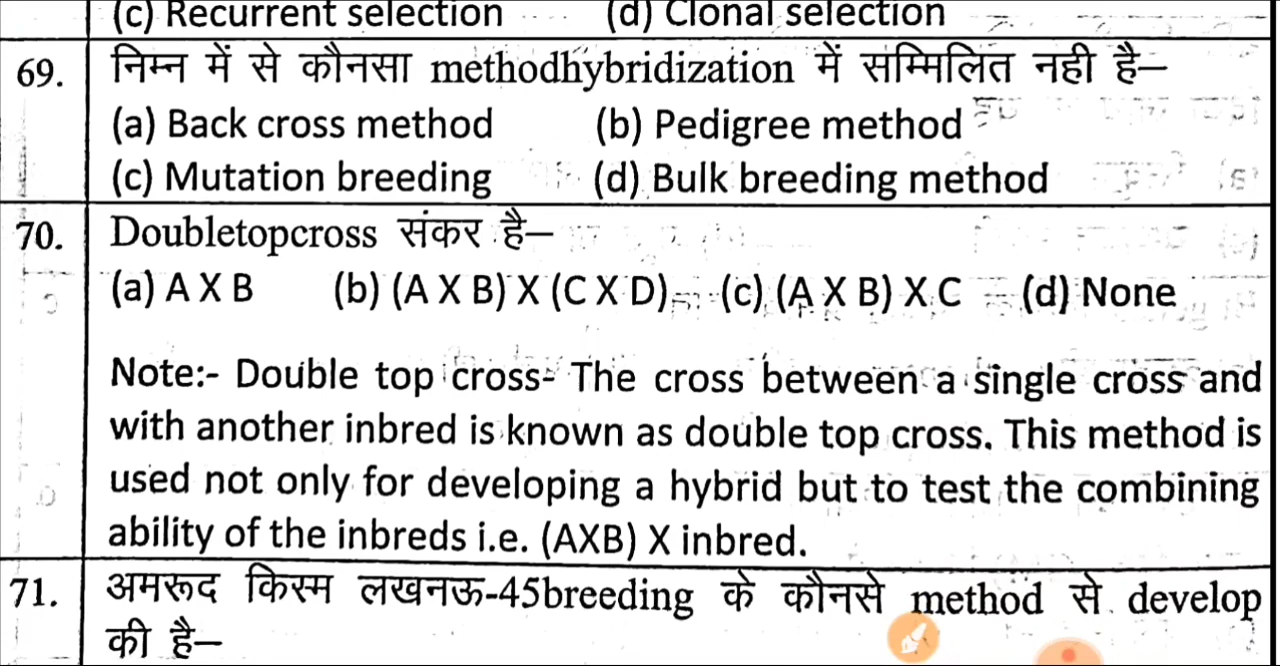 (c) Recurrent selection (d) Clonal selection
69. निम्न में से कौनसा methodhybridization में सम्मिलित नही है–
(a) Back cross method (b) Pedigree method
(c) Mutation breeding (d) Bulk breeding method
70. Doubletopcross संकर है–
(a) A X B (b) (A X B) X (C X D) (c) (A X B) X C (d) None
Note:- Double top cross- The cross between a single cross and
with another inbred is known as double top cross. This method is
used not only for developing a hybrid but to test the combining
ability of the inbreds i.e. (AXB) X inbred.
71. अमरूद किस्म लखनऊ-45breeding के कौनसे method से develop
की है–